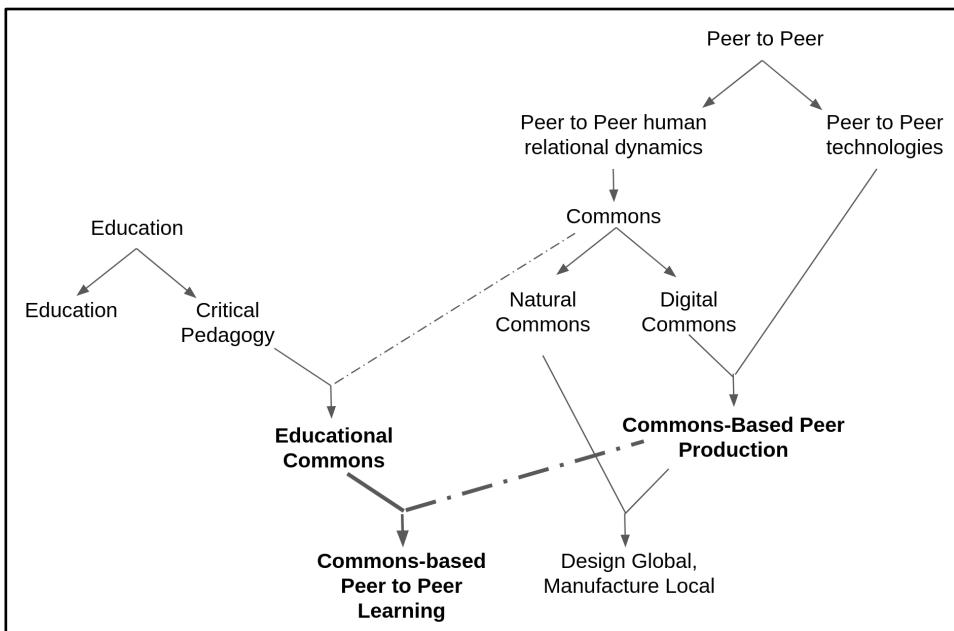 Peer to Peer
Peer to Peer human
relational dynamics
Peer to Peer
technologies
Commons
Education
Education
Critical
Pedagogy
Natural
Commons
Digital
Commons
Educational
Commons
Commons-Based Peer
Production
Commons-based
Peer to Peer
Learning
Design Global,
Manufacture Local